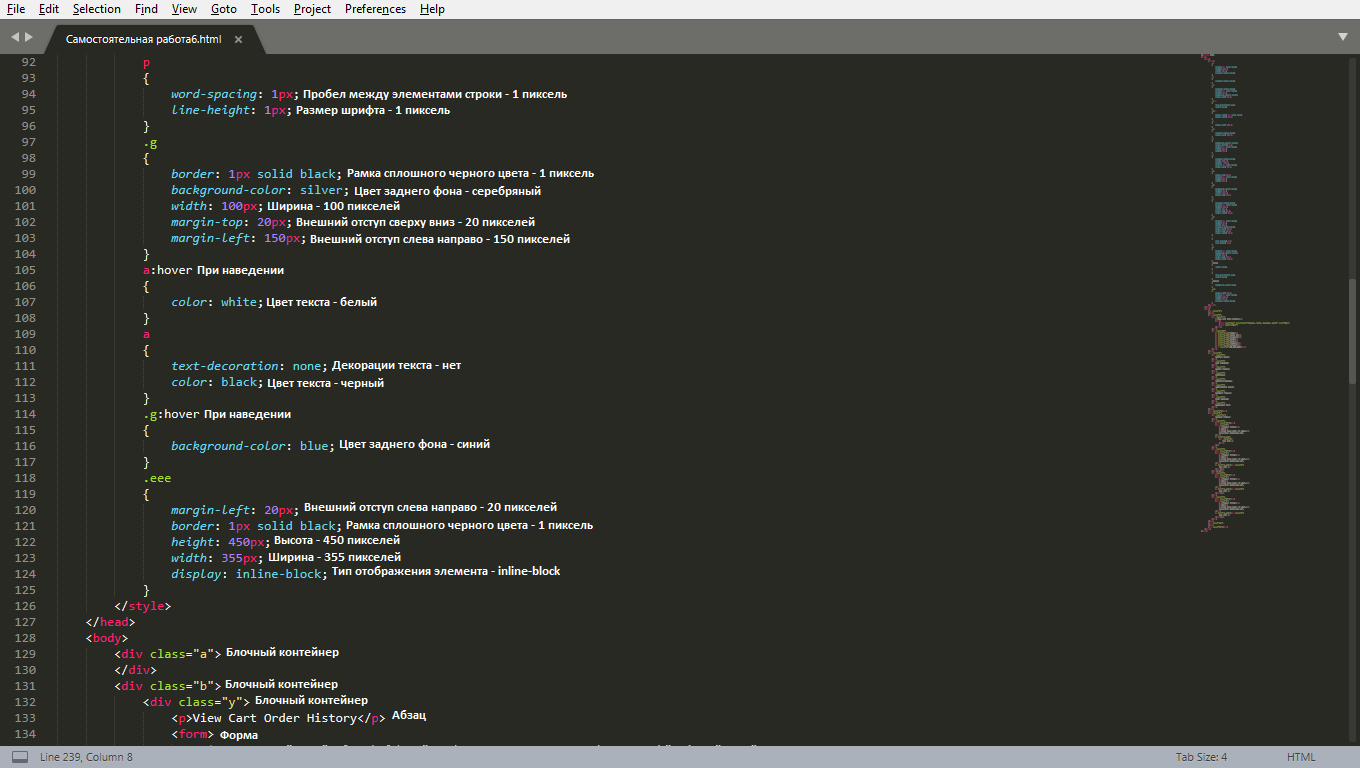 File Edit Selection Find View Goto Tools Project Preferences Help
Самостоятельная работа6.html ×
92 p
93 {
94 word-spacing: 1px; Пробел между элементами строки - 1 пиксель
95 line-height: 1px; Размер шрифта - 1 пиксель
96 }
97 .g
98 {
99 border: 1px solid black; Рамка сплошного черного цвета - 1 пиксель
100 background-color: silver; Цвет заднего фона - серебряный
101 width: 100px; Ширина - 100 пикселей
102 margin-top: 20px; Внешний отступ сверху вниз - 20 пикселей
103 margin-left: 150px; Внешний отступ слева направо - 150 пикселей
104 }
105 a:hover При наведении
106 {
107 color: white; Цвет текста - белый
108 }
109 a
110 {
111 text-decoration: none; Декорации текста - нет
112 color: black; Цвет текста - черный
113 }
114 .g:hover При наведении
115 {
116 background-color: blue; Цвет заднего фона - синий
117 }
118 .eee
119 {
120 margin-left: 20px; Внешний отступ слева направо - 20 пикселей
121 border: 1px solid black; Рамка сплошного черного цвета - 1 пиксель
122 height: 450px; Высота - 450 пикселей
123 width: 355px; Ширина - 355 пикселей
124 display: inline-block; Тип отображения элемента - inline-block
125 }
126 </style>
127 </head>
128 <body>
129 <div class="a"> Блочный контейнер
130 </div>
131 <div class="b"> Блочный контейнер
132 <div class="y"> Блочный контейнер
133 <p>View Cart Order History</p> Абзац
134 <form> Форма
Line 239, Column 8 Tab Size: 4 HTML